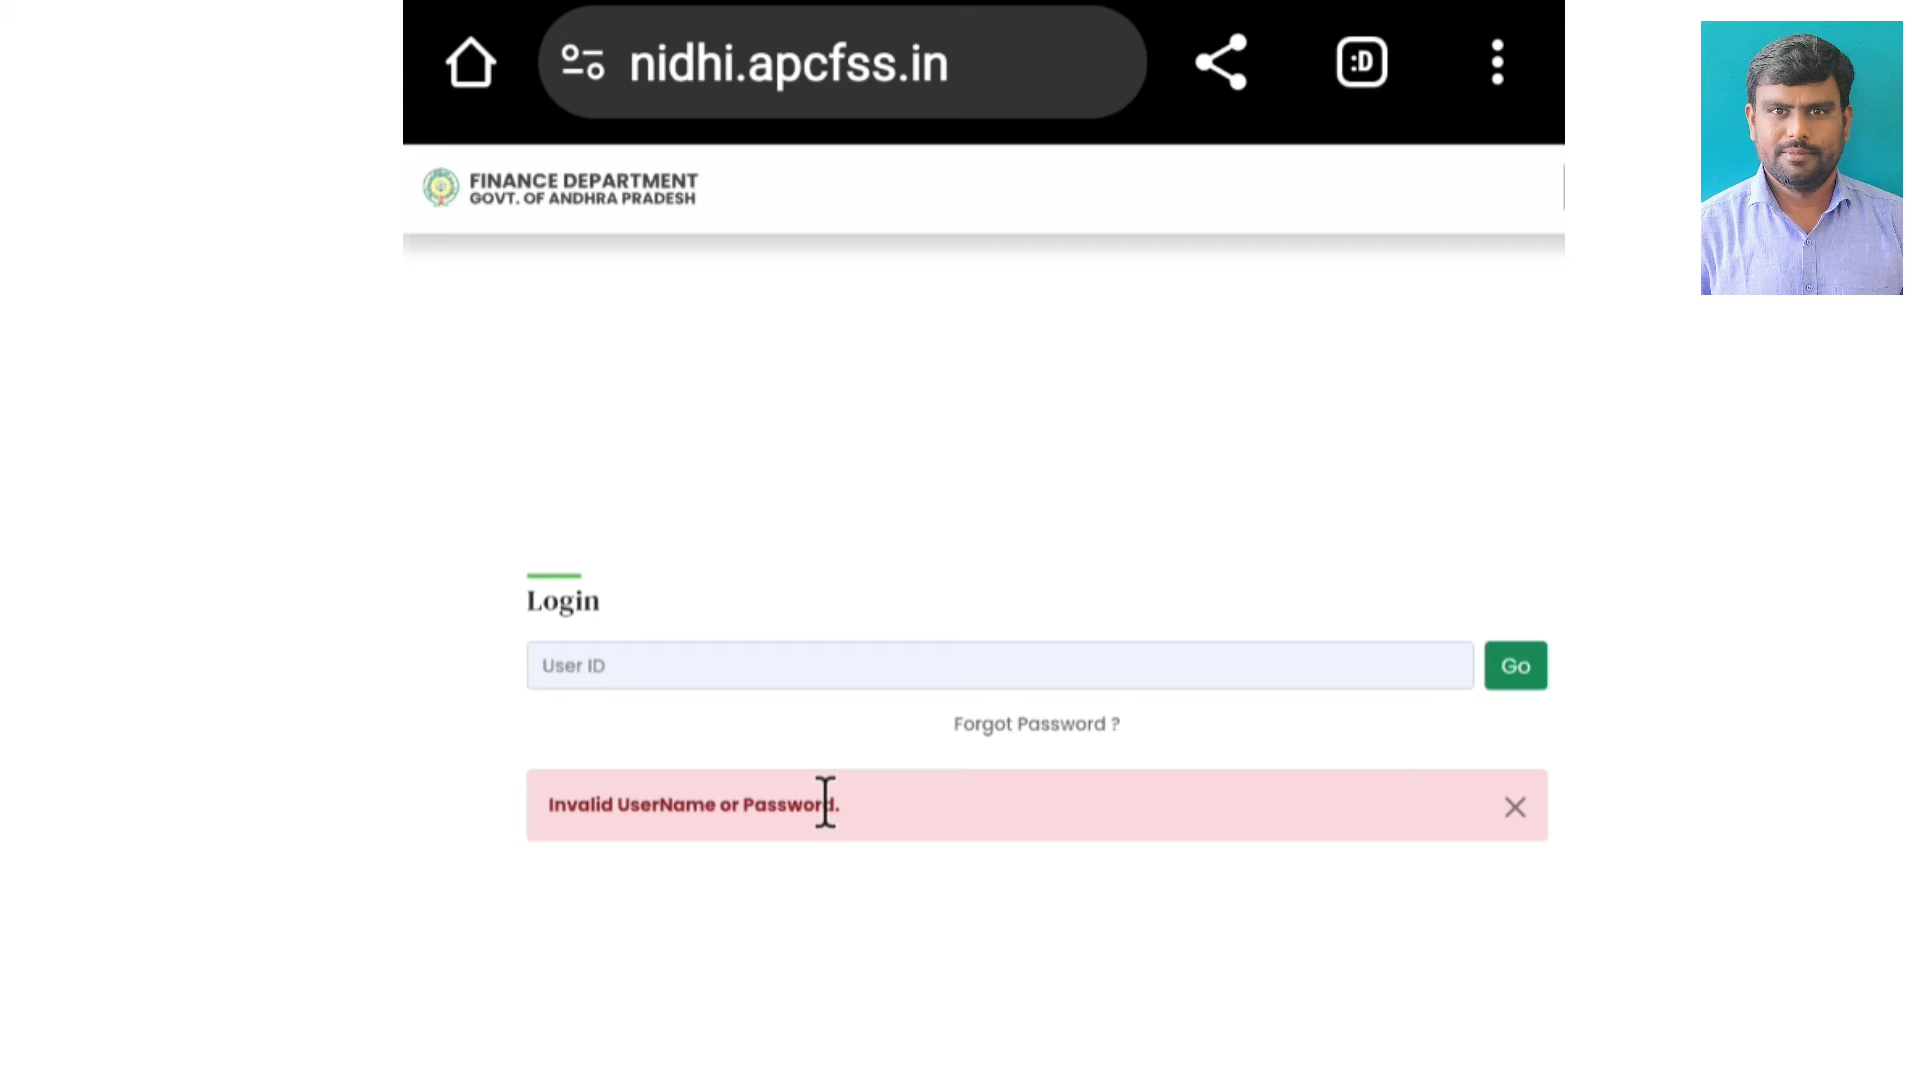 nidhi.apcfss.in
:D
FINANCE DEPARTMENT
GOVT. OF ANDHRA PRADESH
Login
User ID
Go
Forgot Password ?
Invalid UserName or Password.